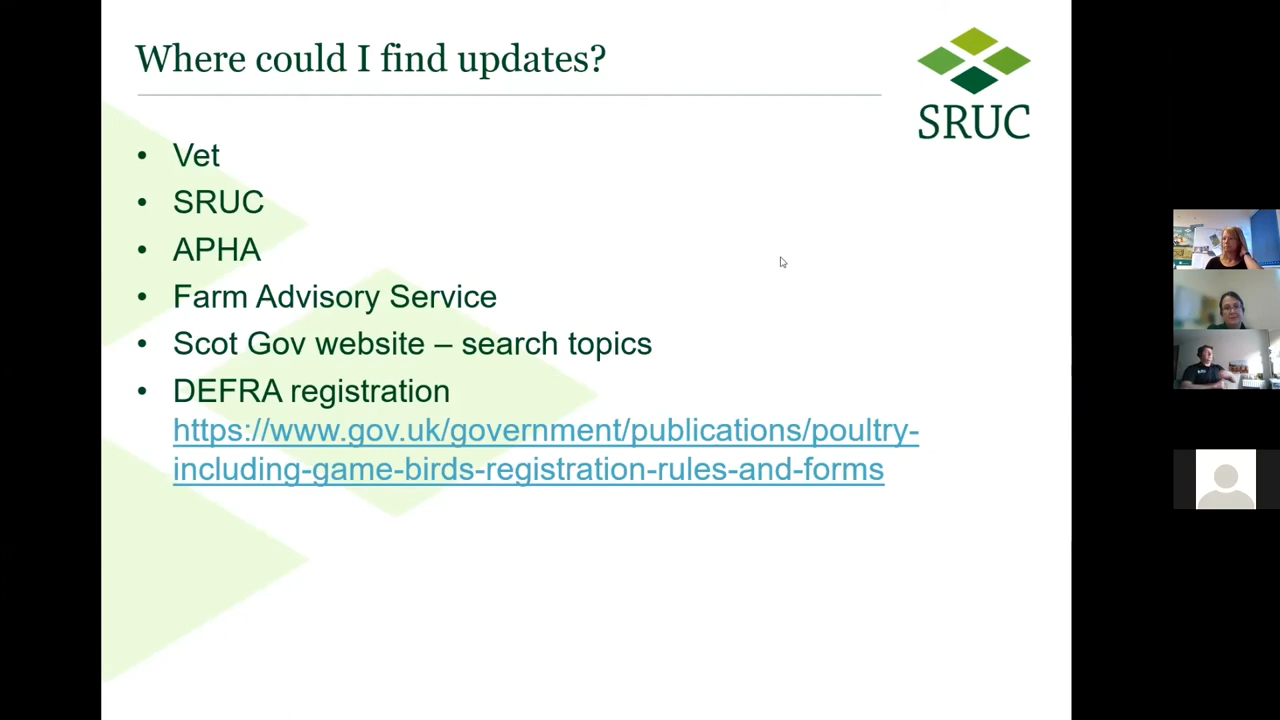 Where could I find updates?
SRUC
• Vet
• SRUC
• APHA
• Farm Advisory Service
• Scot Gov website – search topics
• DEFRA registration
https://www.gov.uk/government/publications/poultry-
including-game-birds-registration-rules-and-forms